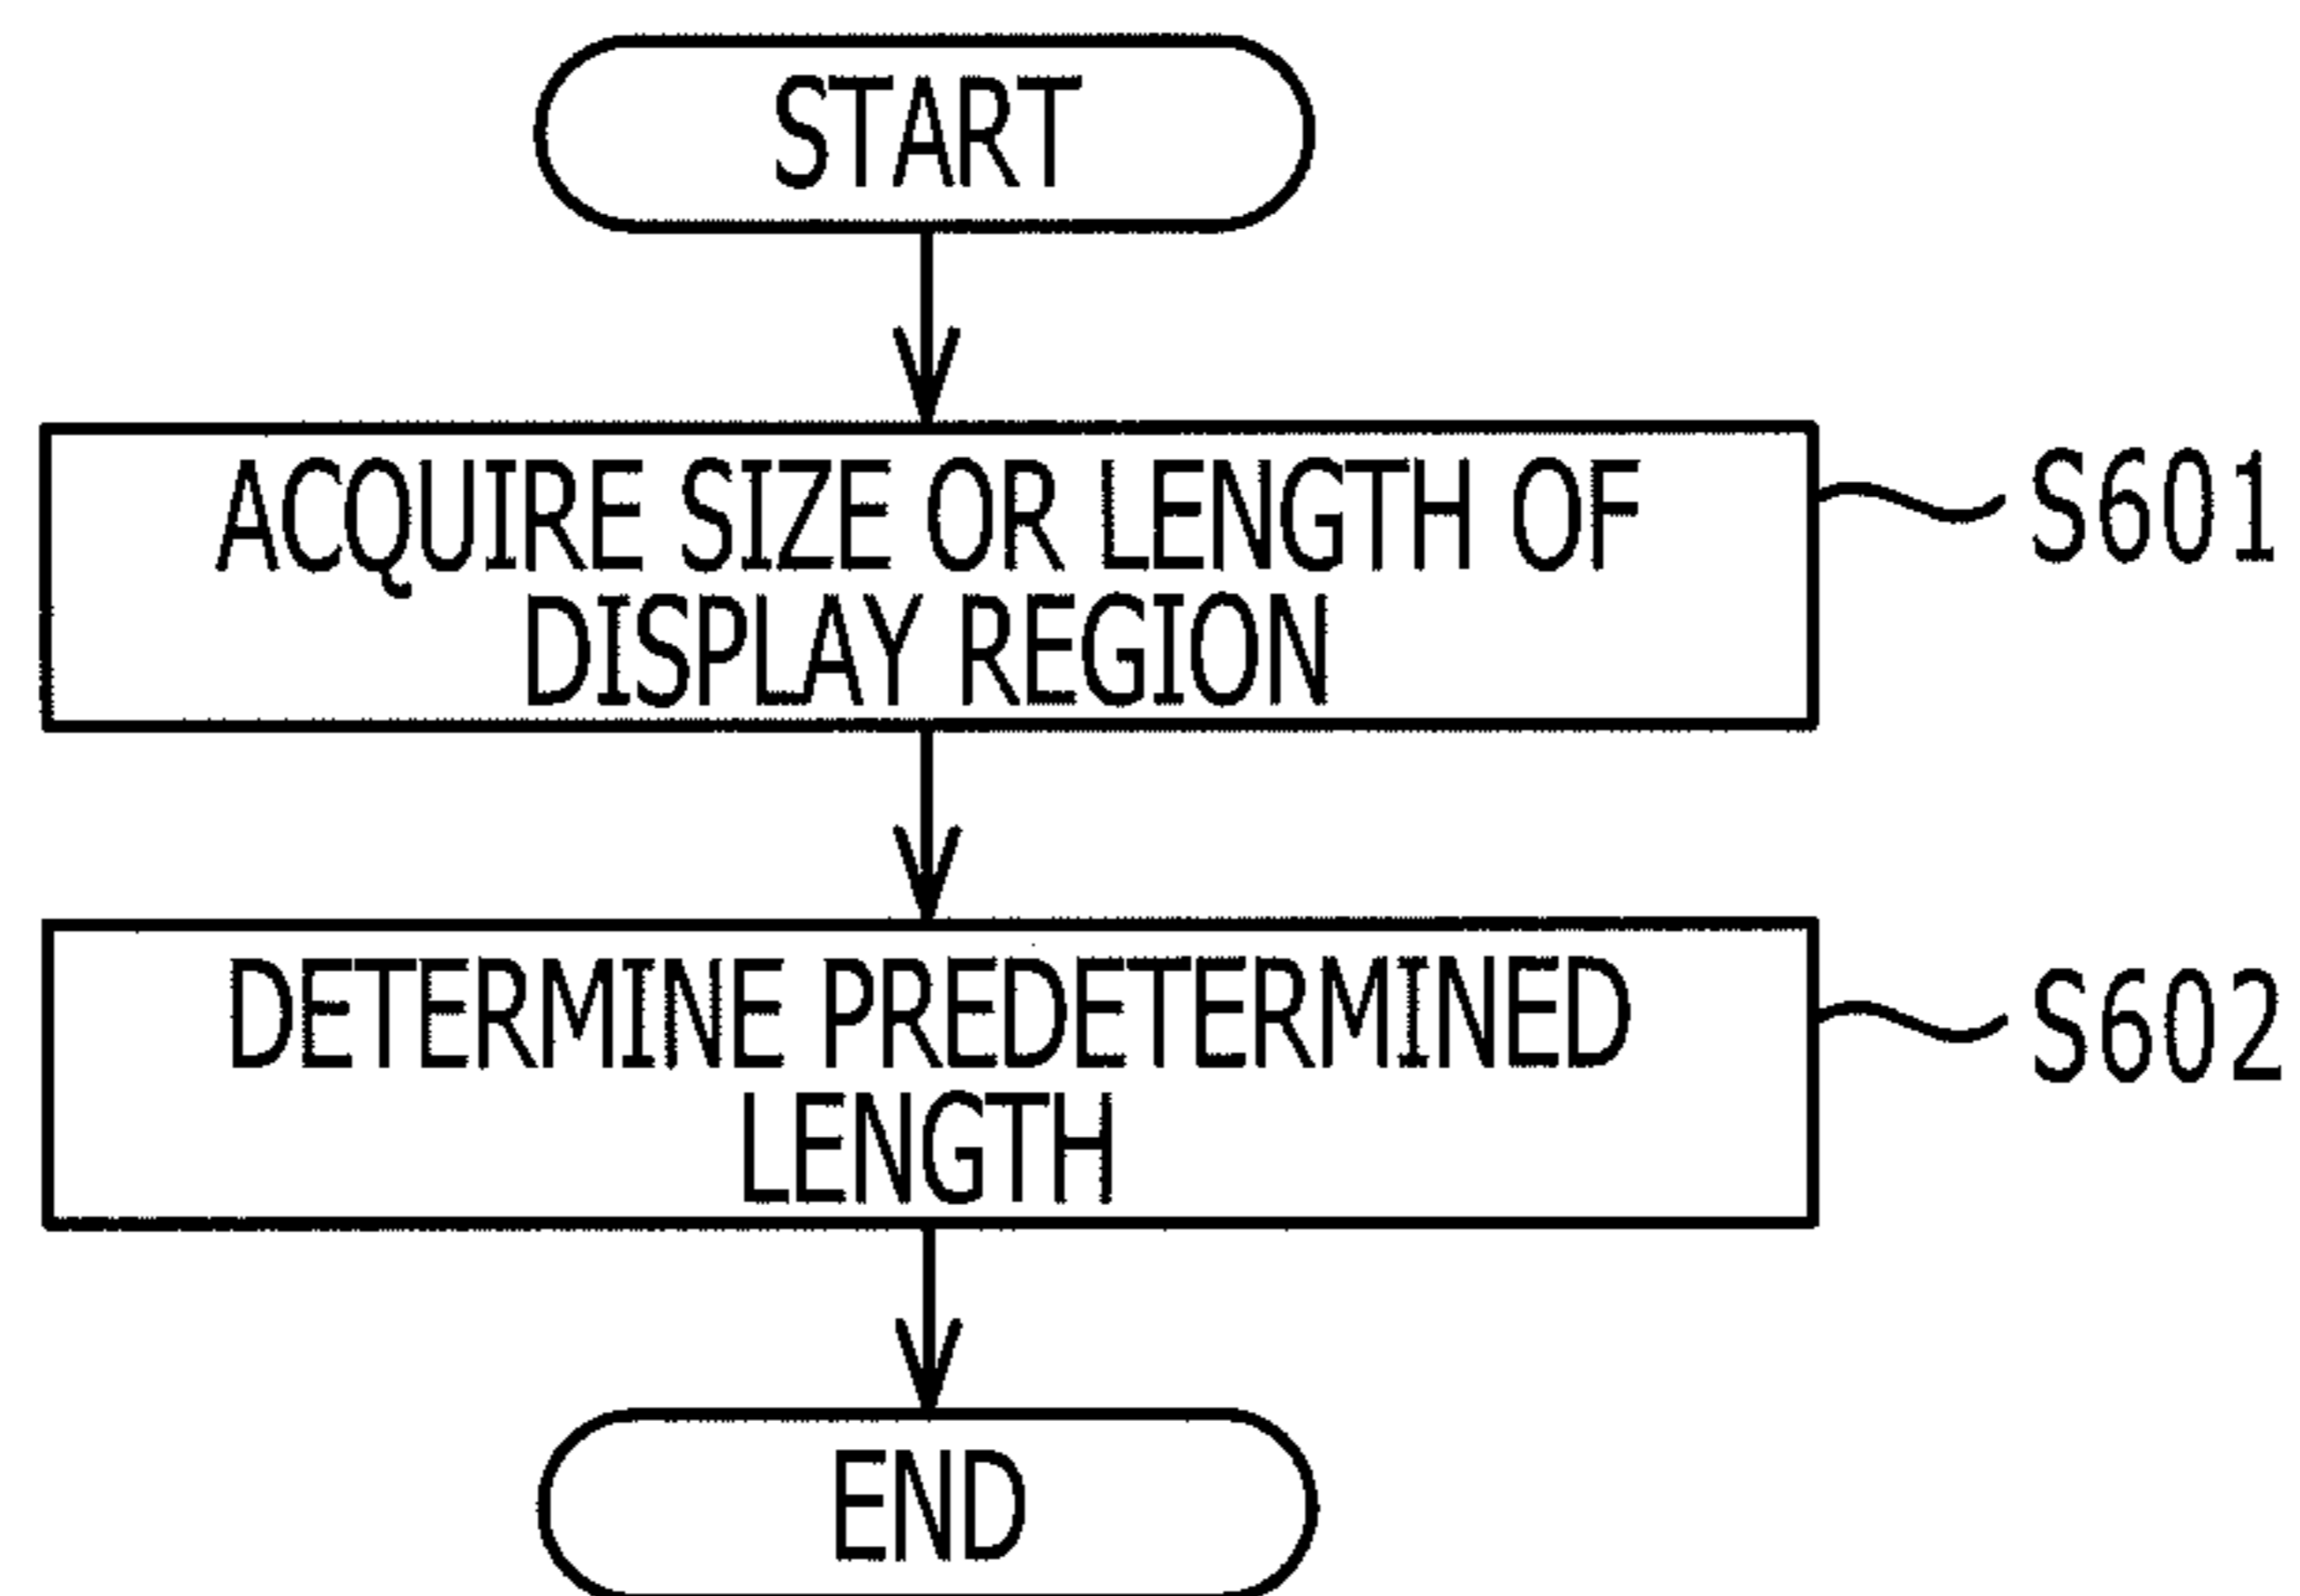 START
ACQUIRE SIZE OR LENGTH OF
DISPLAY REGION
S601
DETERMINE PREDETERMINED
LENGTH
S602
END